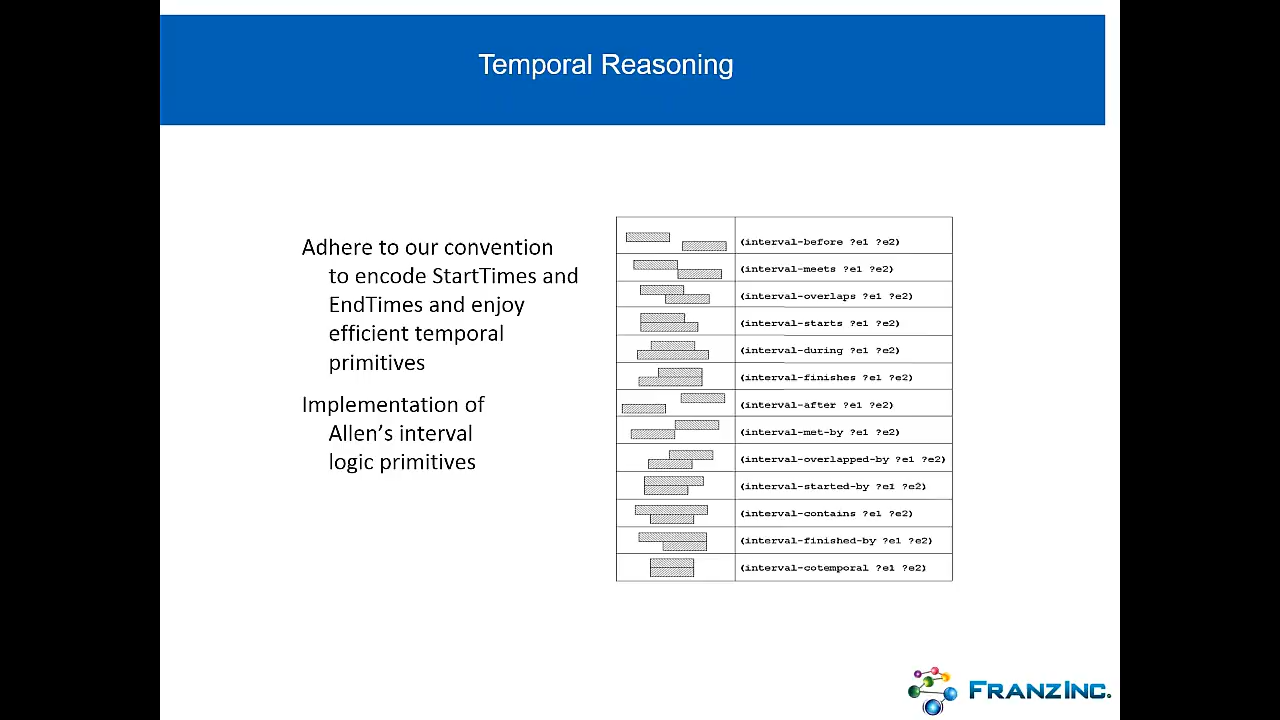 Temporal Reasoning
Adhere to our convention
to encode StartTimes and
EndTimes and enjoy
efficient temporal
primitives
Implementation of
Allen’s interval
logic primitives
(interval-before ?e1 ?e2)
(interval-meets ?e1 ?e2)
(interval-overlaps ?e1 ?e2)
(interval-starts ?e1 ?e2)
(interval-during ?e1 ?e2)
(interval-finishes ?e1 ?e2)
(interval-after ?e1 ?e2)
(interval-met-by ?e1 ?e2)
(interval-overlapped-by ?e1 ?e2)
(interval-started-by ?e1 ?e2)
(interval-contains ?e1 ?e2)
(interval-finished-by ?e1 ?e2)
(interval-cotemporal ?e1 ?e2)
FRANZINC.